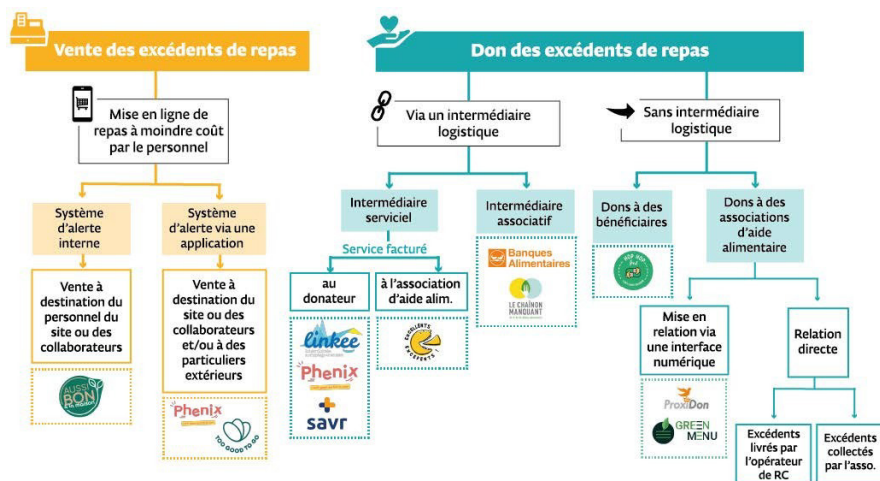 Vente des excédents de repas
Don des excédents de repas
Mise en ligne de
repas à moindre coût
par le personnel
Via un intermédiaire
logistique
Sans intermédiaire
logistique
Système
d'alerte
interne
Système
d'alerte via une
application
Intermédiaire
serviciel
Intermédiaire
associatif
Dons à des
bénéficiaires
Dons à des
associations
d'aide
alimentaire
Service facturé
Vente à
destination du
personnel du
site ou des
collaborateurs
Vente à
destination du
site ou des
collaborateurs
et/ou à des
particuliers
extérieurs
au
donateur
à l'association
d'aide alim.
Banques
Alimentaires
LE CHAÎNON
MANQUANT
HOP HOP
Mise en
relation via
une interface
numérique
Relation
directe
linkee
Phenix
savr
EXCELLENTS
EXCÉDENTS !
AUSSI
BON
Phenix
TOO GOOD TO GO
ProxiDon
GREEN
MENU
Excédents
livrés par
l'opérateur
de RC
Excédents
collectés
par l'asso.